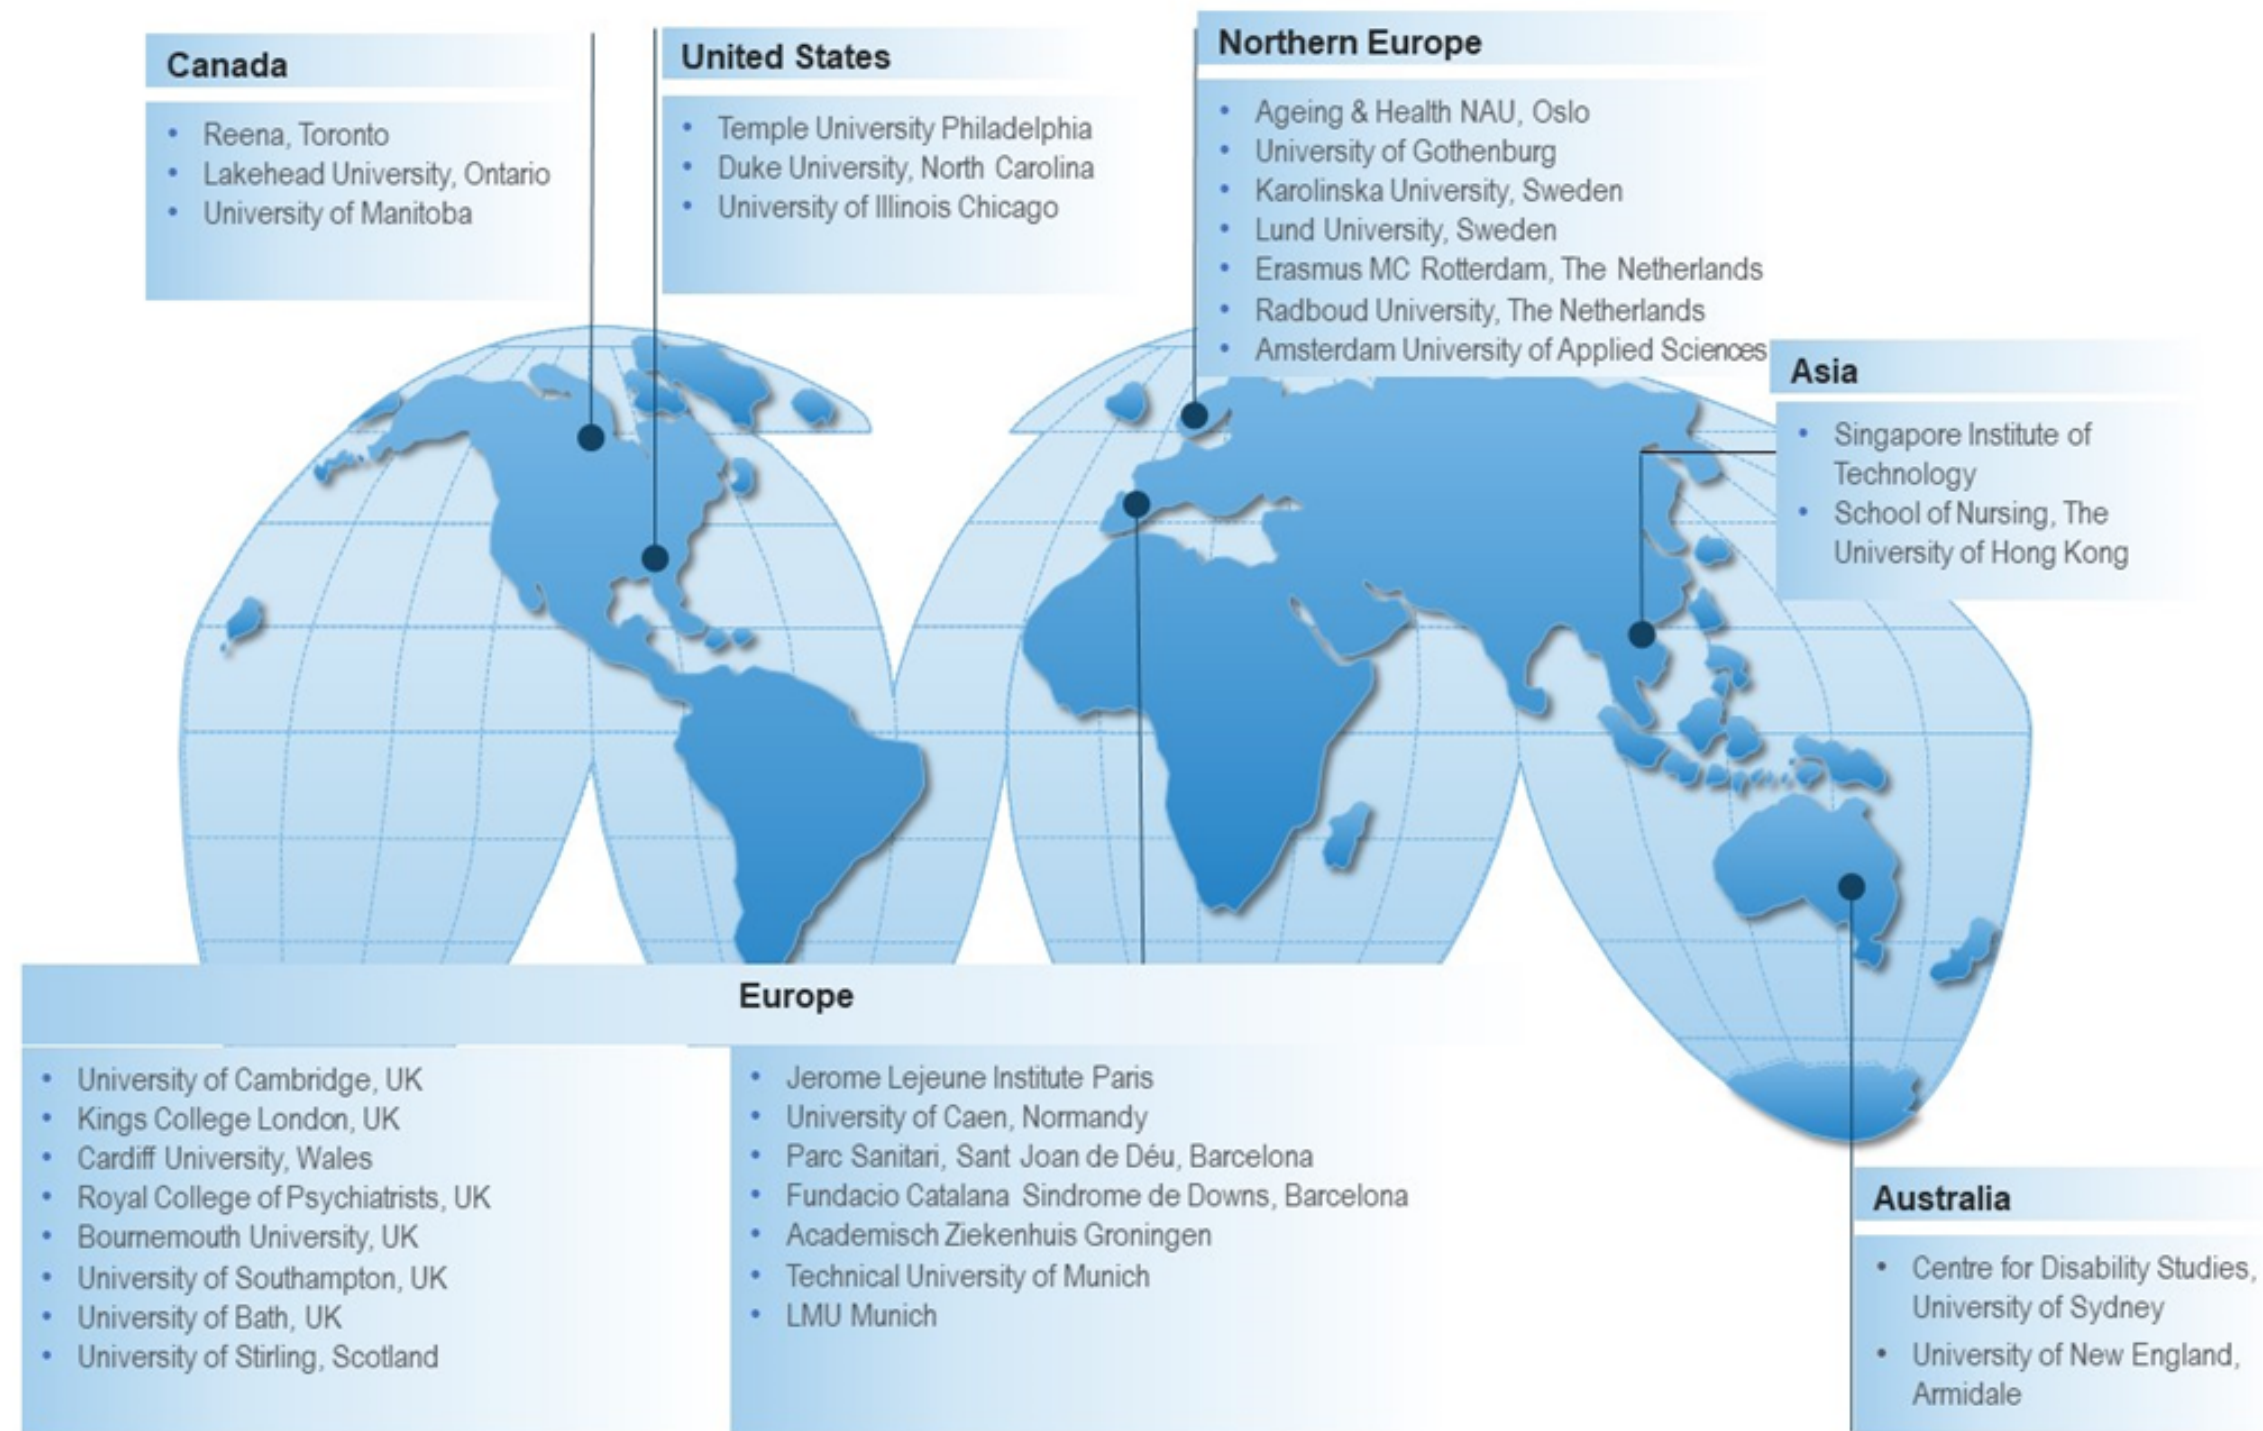 Canada
• Reena, Toronto
• Lakehead University, Ontario
• University of Manitoba
United States
• Temple University Philadelphia
• Duke University, North Carolina
• University of Illinois Chicago
Northern Europe
• Ageing & Health NAU, Oslo
• University of Gothenburg
• Karolinska University, Sweden
• Lund University, Sweden
• Erasmus MC Rotterdam, The Netherlands
• Radboud University, The Netherlands
• Amsterdam University of Applied Sciences
Asia
• Singapore Institute of
Technology
• School of Nursing, The
University of Hong Kong
Europe
• University of Cambridge, UK
• Kings College London, UK
• Cardiff University, Wales
• Royal College of Psychiatrists, UK
• Bournemouth University, UK
• University of Southampton, UK
• University of Bath, UK
• University of Stirling, Scotland
• Jerome Lejeune Institute Paris
• University of Caen, Normandy
• Parc Sanitari, Sant Joan de Déu, Barcelona
• Fundacio Catalana Sindrome de Downs, Barcelona
• Academisch Ziekenhuis Groningen
• Technical University of Munich
• LMU Munich
Australia
• Centre for Disability Studies,
University of Sydney
• University of New England,
Armidale